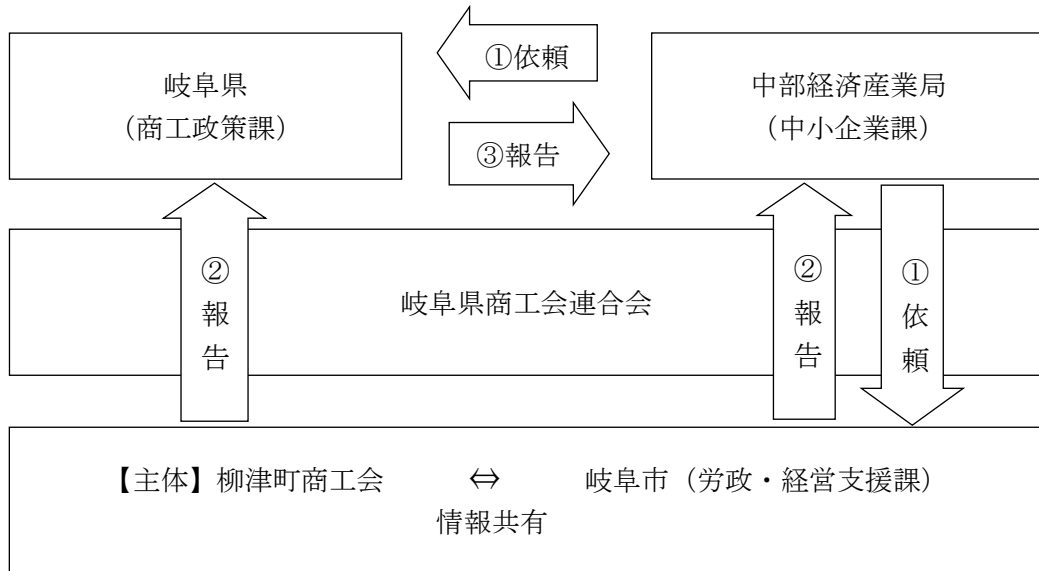 ①依頼
岐阜県
（商工政策課）
中部経済産業局
（中小企業課）
③報告
②報告
岐阜県商工会連合会
②報告
①依頼
【主体】柳津町商工会 ⇔ 岐阜市（労政・経営支援課）
情報共有